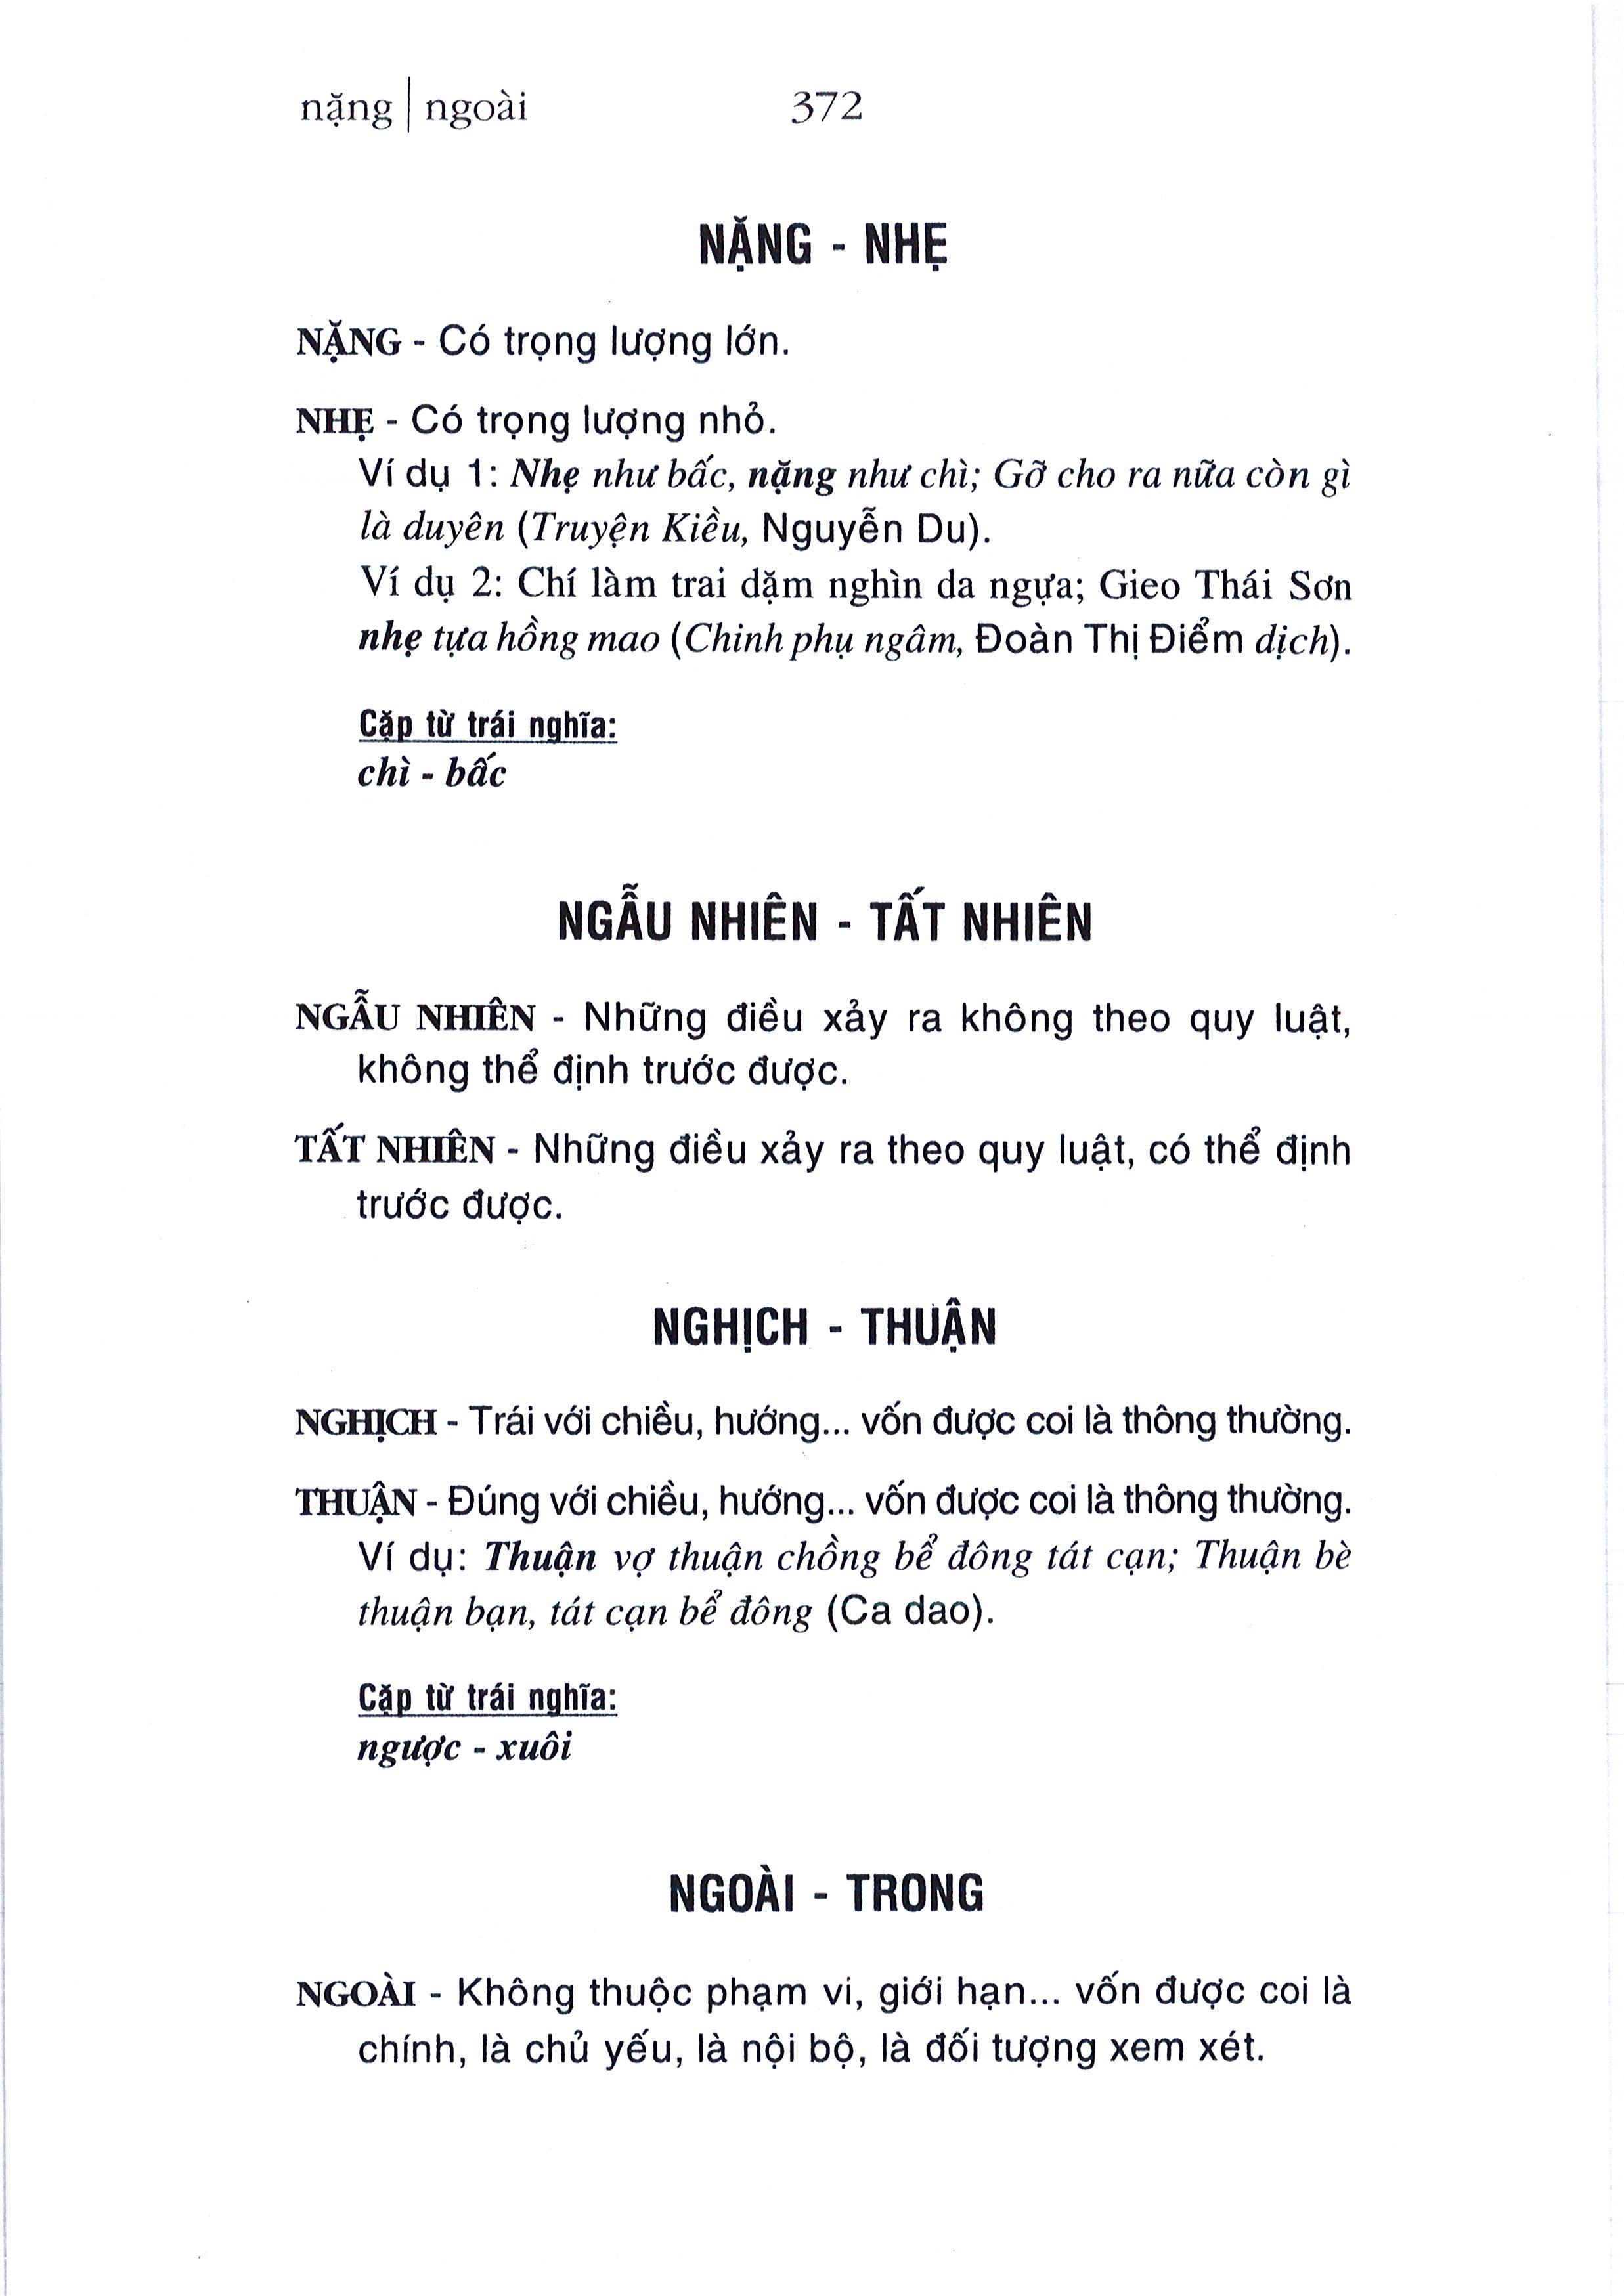 nặng | ngoài 372
NẶNG - NHẸ
NẶNG - Có trọng lượng lớn.
NHẸ - Có trọng lượng nhỏ.
Ví dụ 1: Nhẹ như bấc, nặng như chì; Gỡ cho ra nữa còn gì
là duyên (Truyện Kiều, Nguyễn Du).
Ví dụ 2: Chí làm trai dặm nghìn da ngựa; Gieo Thái Sơn
nhẹ tựa hồng mao (Chinh phụ ngâm, Đoàn Thị Điểm dịch).
Cặp từ trái nghĩa:
chì - bấc
NGẪU NHIÊN - TẤT NHIÊN
NGẪU NHIÊN - Những điều xảy ra không theo quy luật,
không thể định trước được.
TẤT NHIÊN - Những điều xảy ra theo quy luật, có thể định
trước được.
NGHỊCH - THUẬN
NGHỊCH - Trái với chiều, hướng... vốn được coi là thông thường.
THUẬN - Đúng với chiều, hướng... vốn được coi là thông thường.
Ví dụ: Thuận vợ thuận chồng bể đông tát cạn; Thuận bè
thuận bạn, tát cạn bể đông (Ca dao).
Cặp từ trái nghĩa:
ngược - xuôi
NGOÀI - TRONG
NGOÀI - Không thuộc phạm vi, giới hạn... vốn được coi là
chính, là chủ yếu, là nội bộ, là đối tượng xem xét.